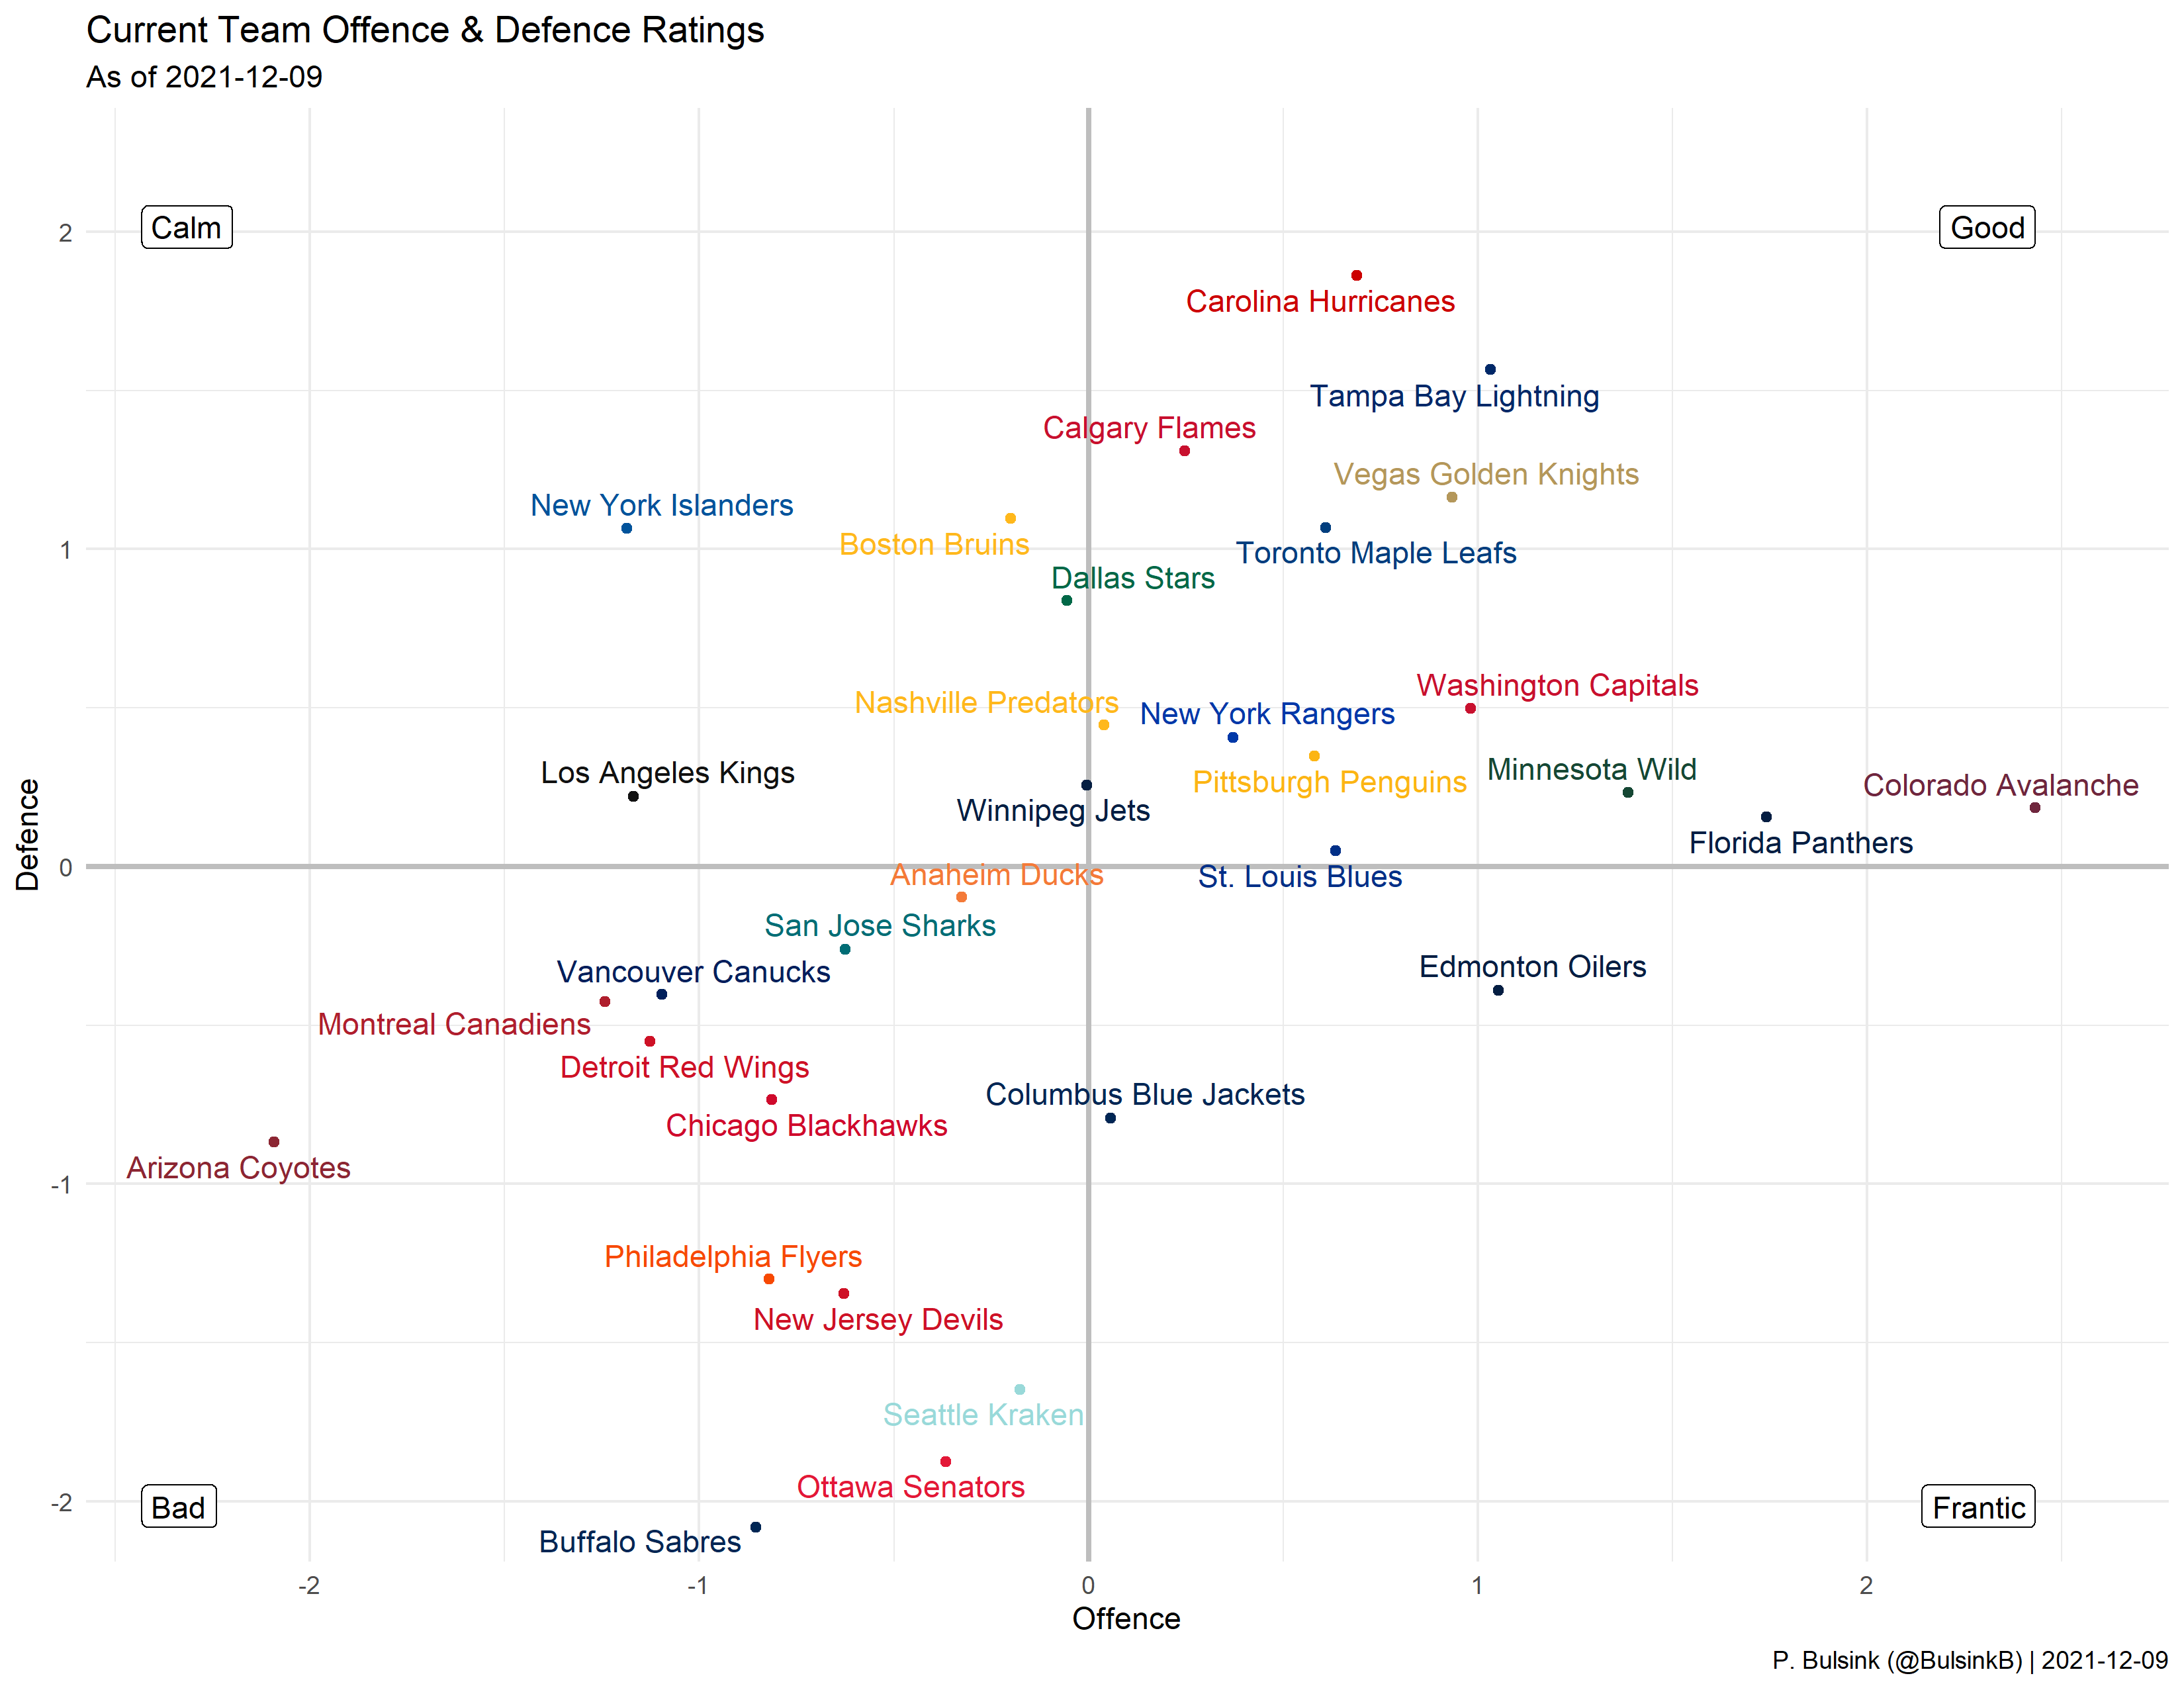 Current Team Offence & Defence Ratings
As of 2021-12-09
2
Calm
Good
Carolina Hurricanes
Tampa Bay Lightning
Calgary Flames
Vegas Golden Knights
New York Islanders
Boston Bruins
1
Toronto Maple Leafs
Dallas Stars
Washington Capitals
Nashville Predators
New York Rangers
Minnesota Wild
Los Angeles Kings
Pittsburgh Penguins
Colorado Avalanche
Winnipeg Jets
Florida Panthers
Defence
0
Anaheim Ducks
St. Louis Blues
San Jose Sharks
Edmonton Oilers
Vancouver Canucks
Montreal Canadiens
Detroit Red Wings
Columbus Blue Jackets
Chicago Blackhawks
Arizona Coyotes
-1
Philadelphia Flyers
New Jersey Devils
Seattle Kraken
Ottawa Senators
-2
Bad
Frantic
Buffalo Sabres
-2
-1
0
1
2
Offence
P. Bulsink (@BulsinkB) | 2021-12-09